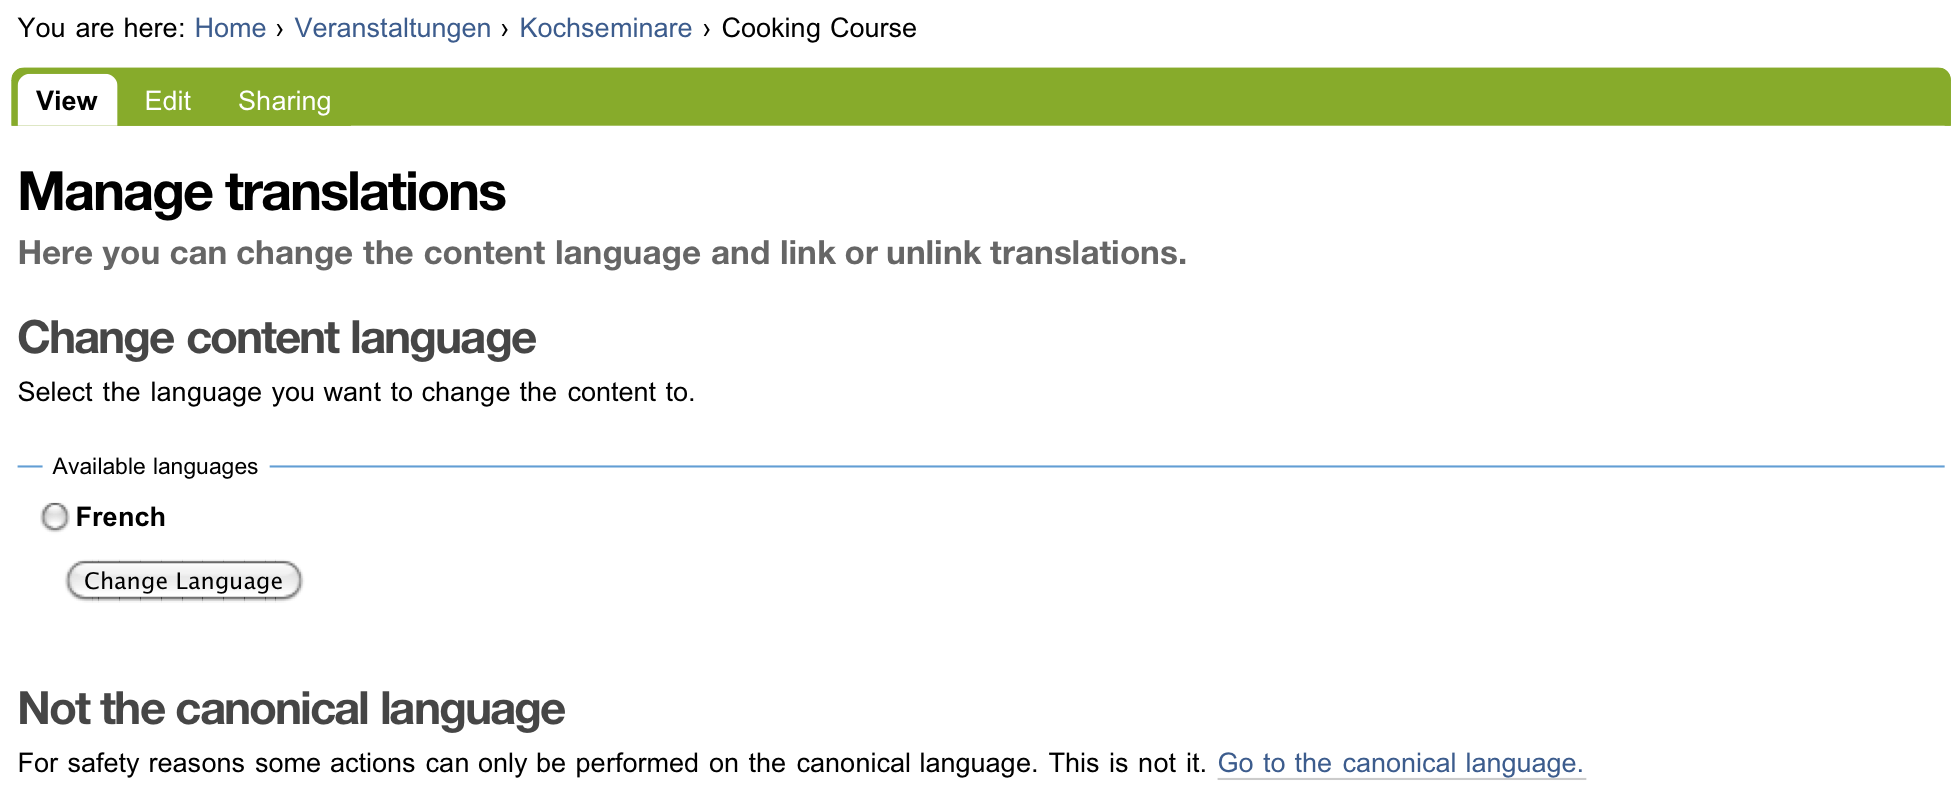 You are here: Home › Veranstaltungen › Kochseminare › Cooking Course
View Edit Sharing
Manage translations
Here you can change the content language and link or unlink translations.
Change content language
Select the language you want to change the content to.
Available languages
French
Change Language
Not the canonical language
For safety reasons some actions can only be performed on the canonical language. This is not it. Go to the canonical language.